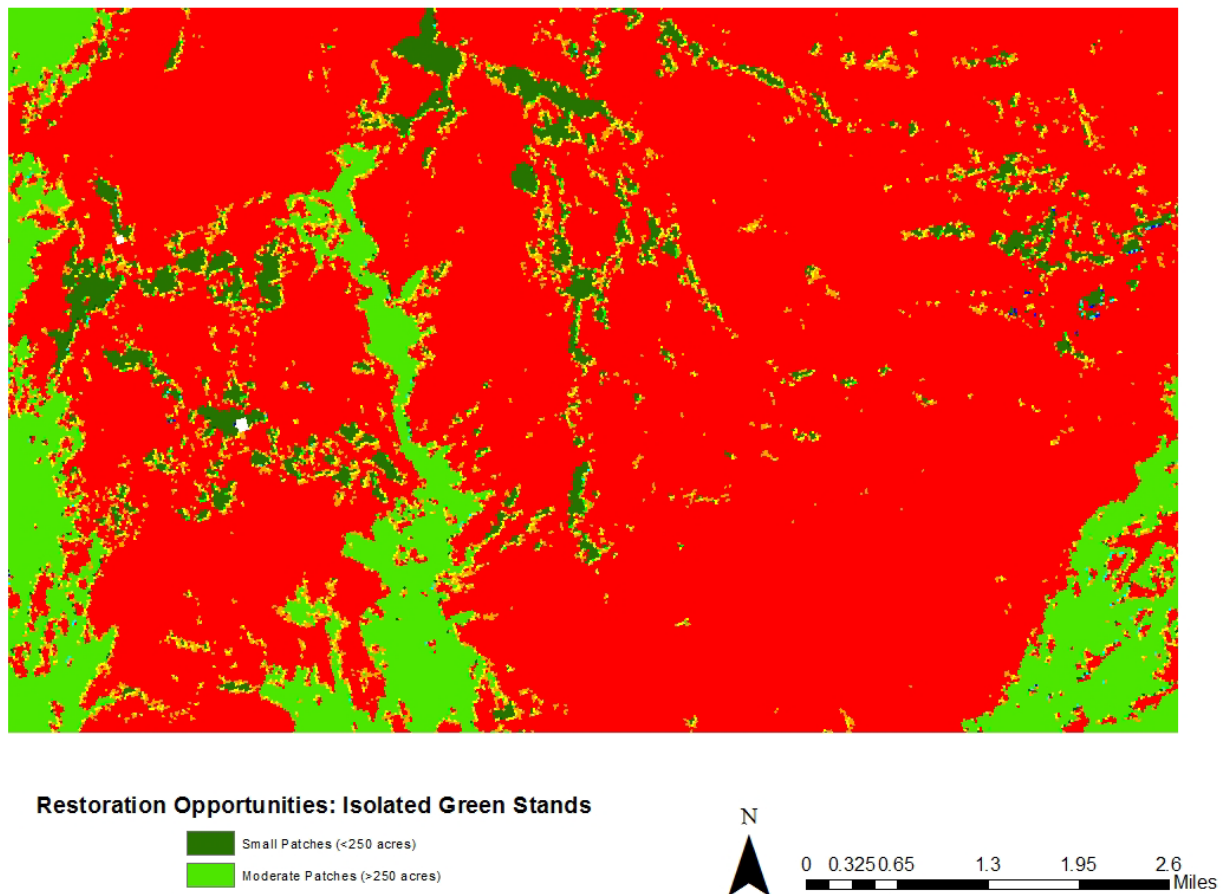 Restoration Opportunities: Isolated Green Stands
Small Patches (<250 acres)
Moderate Patches (>250 acres)
N
0 0.325 0.65 1.3 1.95 2.6
Miles